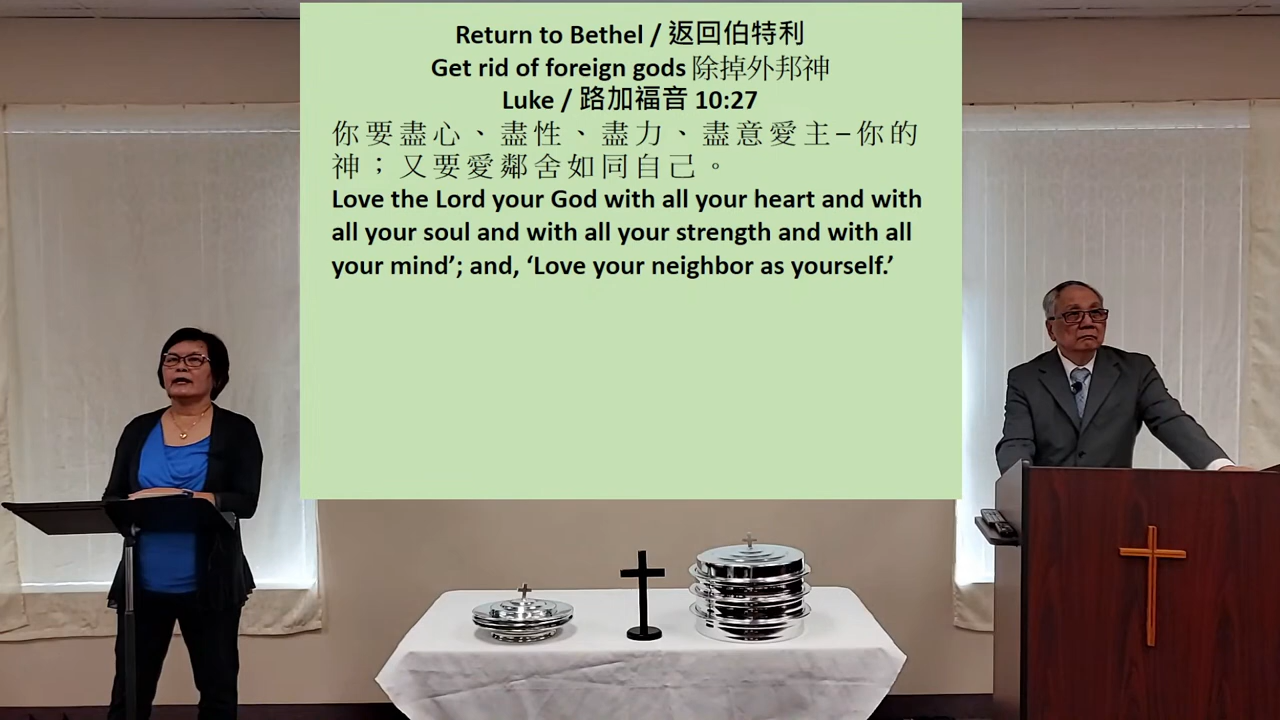 Return to Bethel / 返回伯特利
Get rid of foreign gods 除掉外邦神
Luke / 路加福音 10:27
你要盡心、盡性、盡力、盡意愛主–你的
神；又要愛鄰舍如同自己。
Love the Lord your God with all your heart and with
all your soul and with all your strength and with all
your mind’; and, ‘Love your neighbor as yourself.’